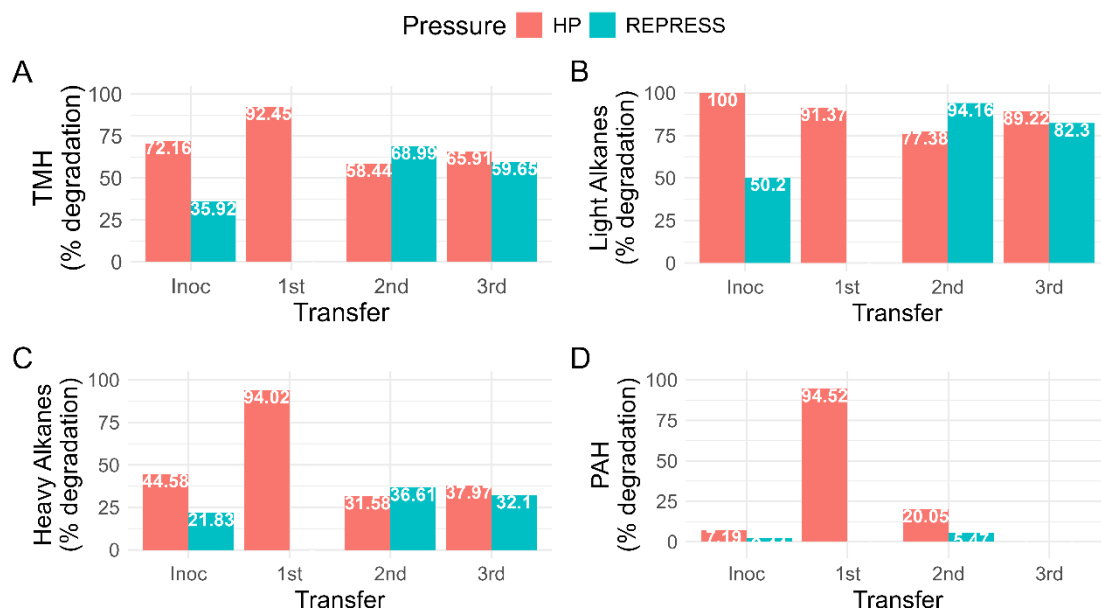 Pressure HP REPRESS
A
TMH
(% degradation)
100
75
50
25
0
72.16
35.92
92.45
58.44
68.99
65.91
59.65
Inoc 1st 2nd 3rd
Transfer
B
Light Alkanes
(% degradation)
100
75
50
25
0
100
50.2
91.37
77.38
94.16
89.22
82.3
Inoc 1st 2nd 3rd
Transfer
C
Heavy Alkanes
(% degradation)
100
75
50
25
0
44.58
21.83
94.02
31.58
36.61
37.97
32.1
Inoc 1st 2nd 3rd
Transfer
D
PAH
(% degradation)
100
75
50
25
0
7.19
94.52
20.05
5.47
Inoc 1st 2nd 3rd
Transfer